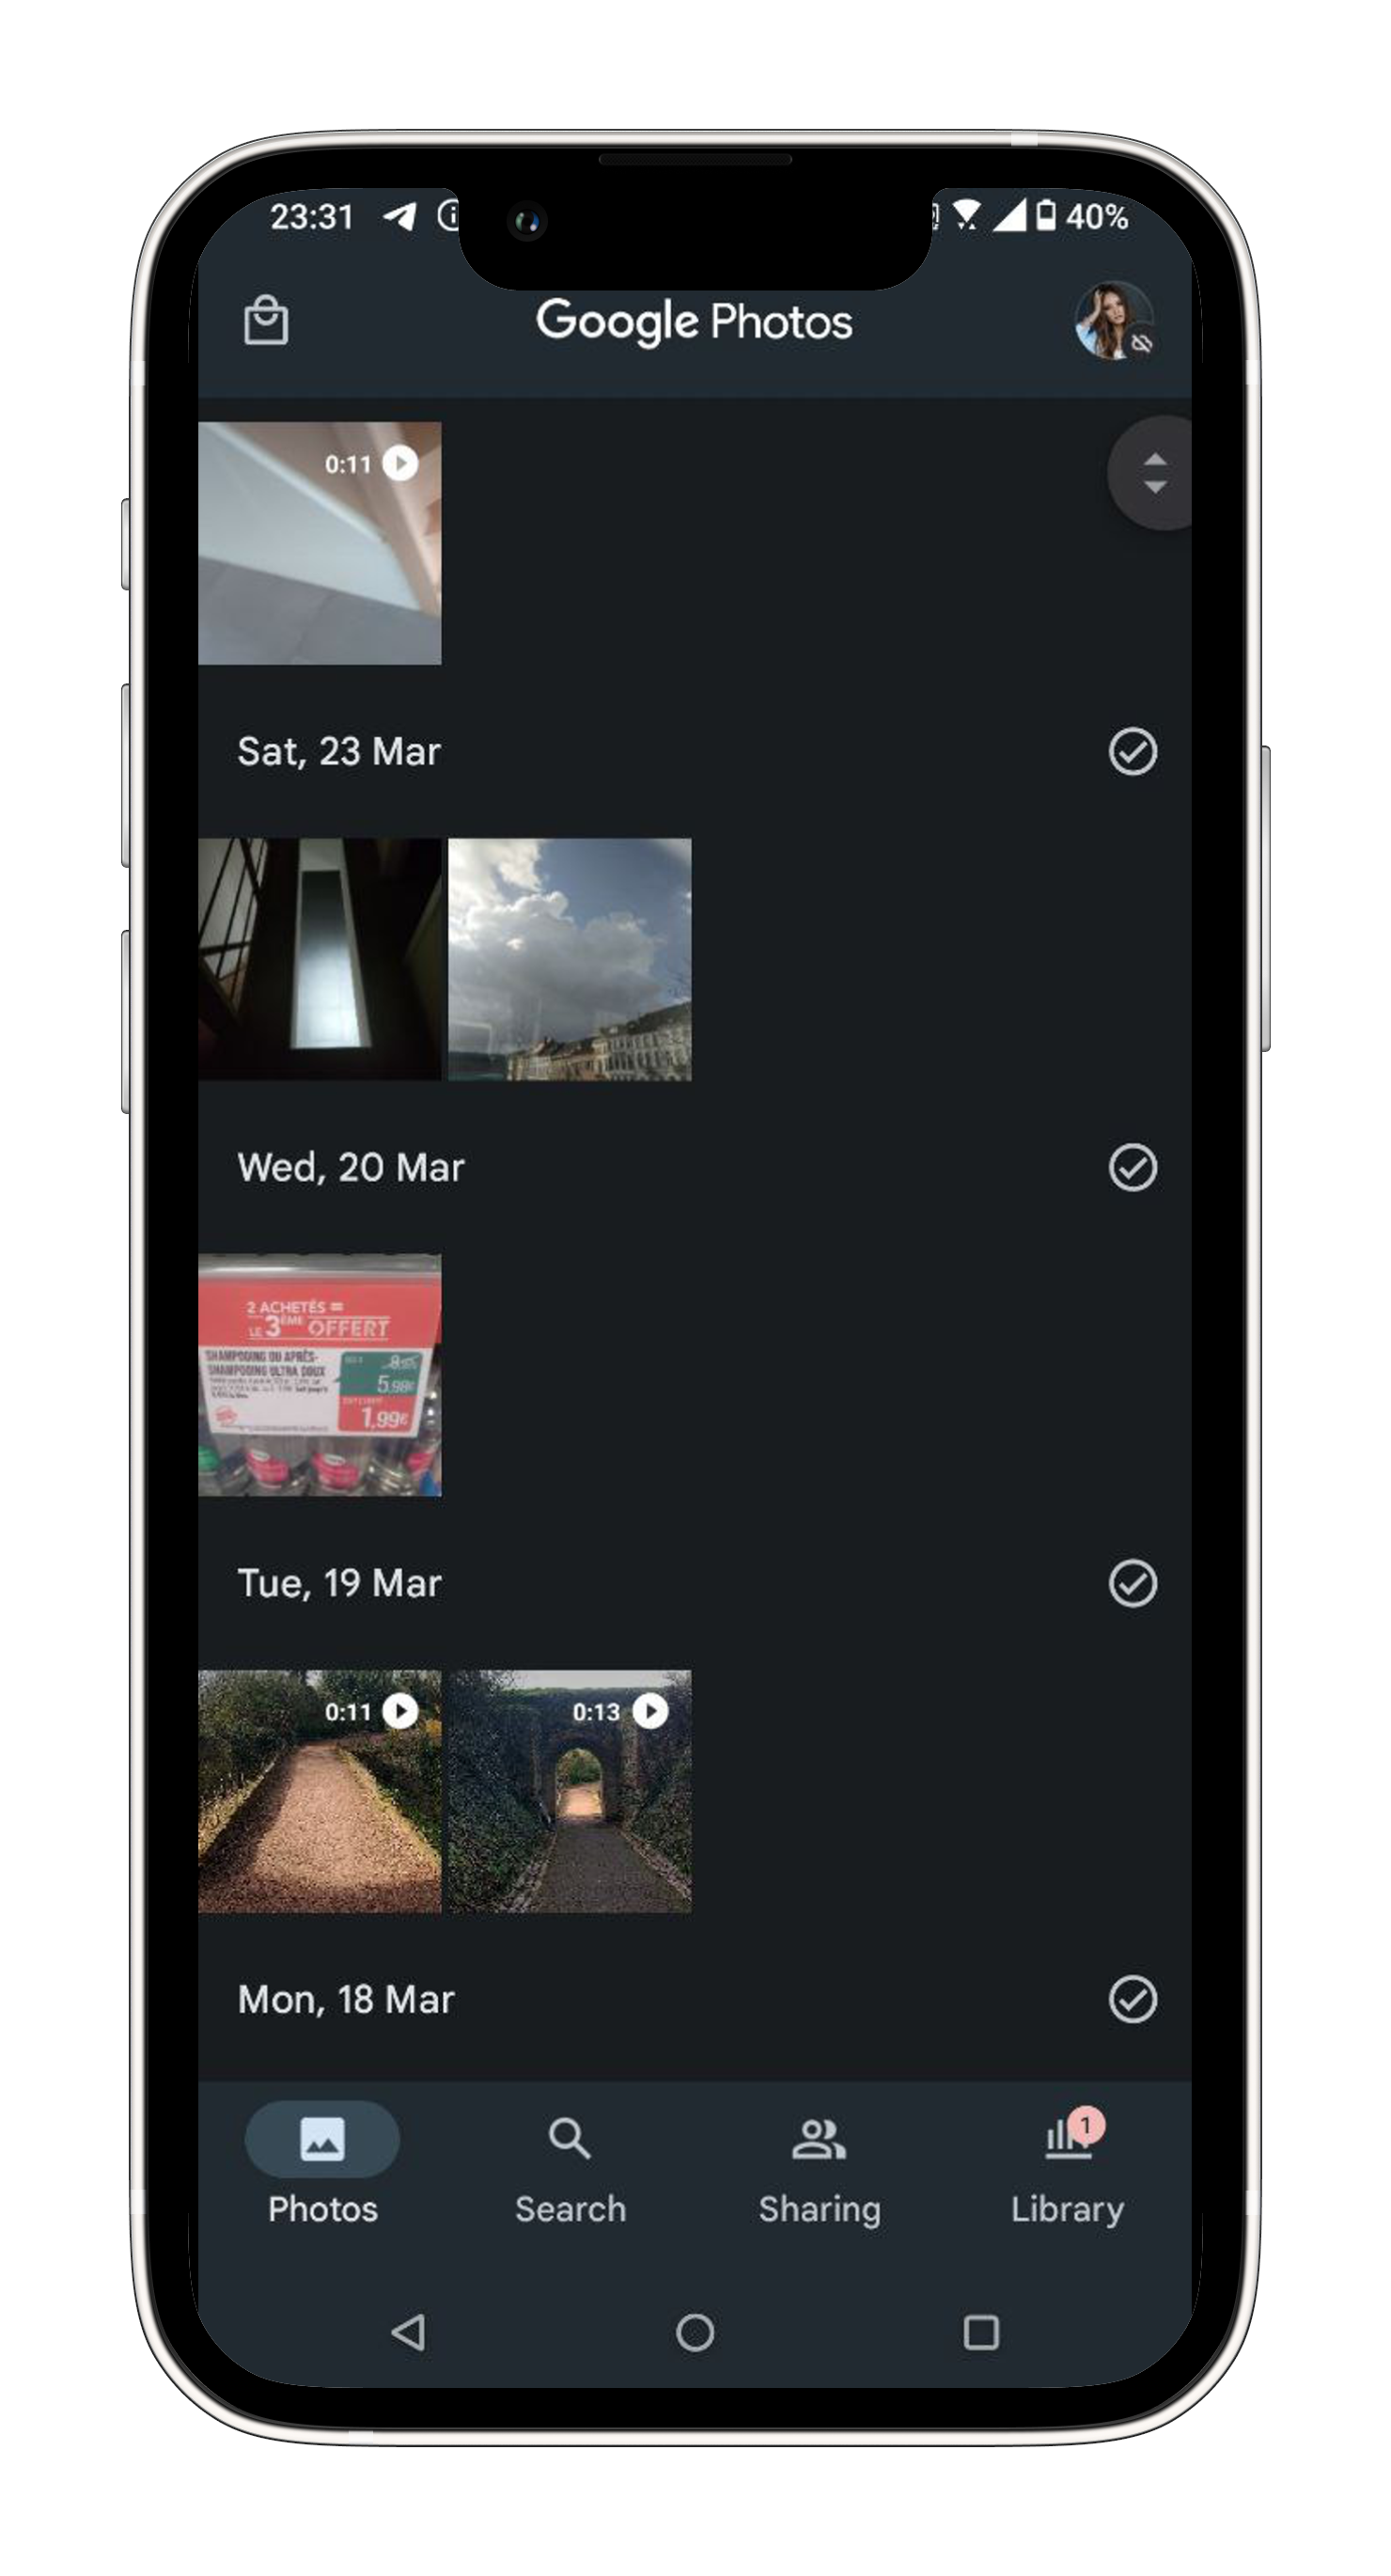 23:31
40%
Google Photos
0:11
Sat, 23 Mar
Wed, 20 Mar
2 ACHETÉS =
LE 3ÈME OFFERT
SHAMPOOING OU APRÈS-
SHAMPOOING ULTRA DOUX
5,98€
1,99€
Tue, 19 Mar
0:11
0:13
Mon, 18 Mar
1
Photos
Search
Sharing
Library